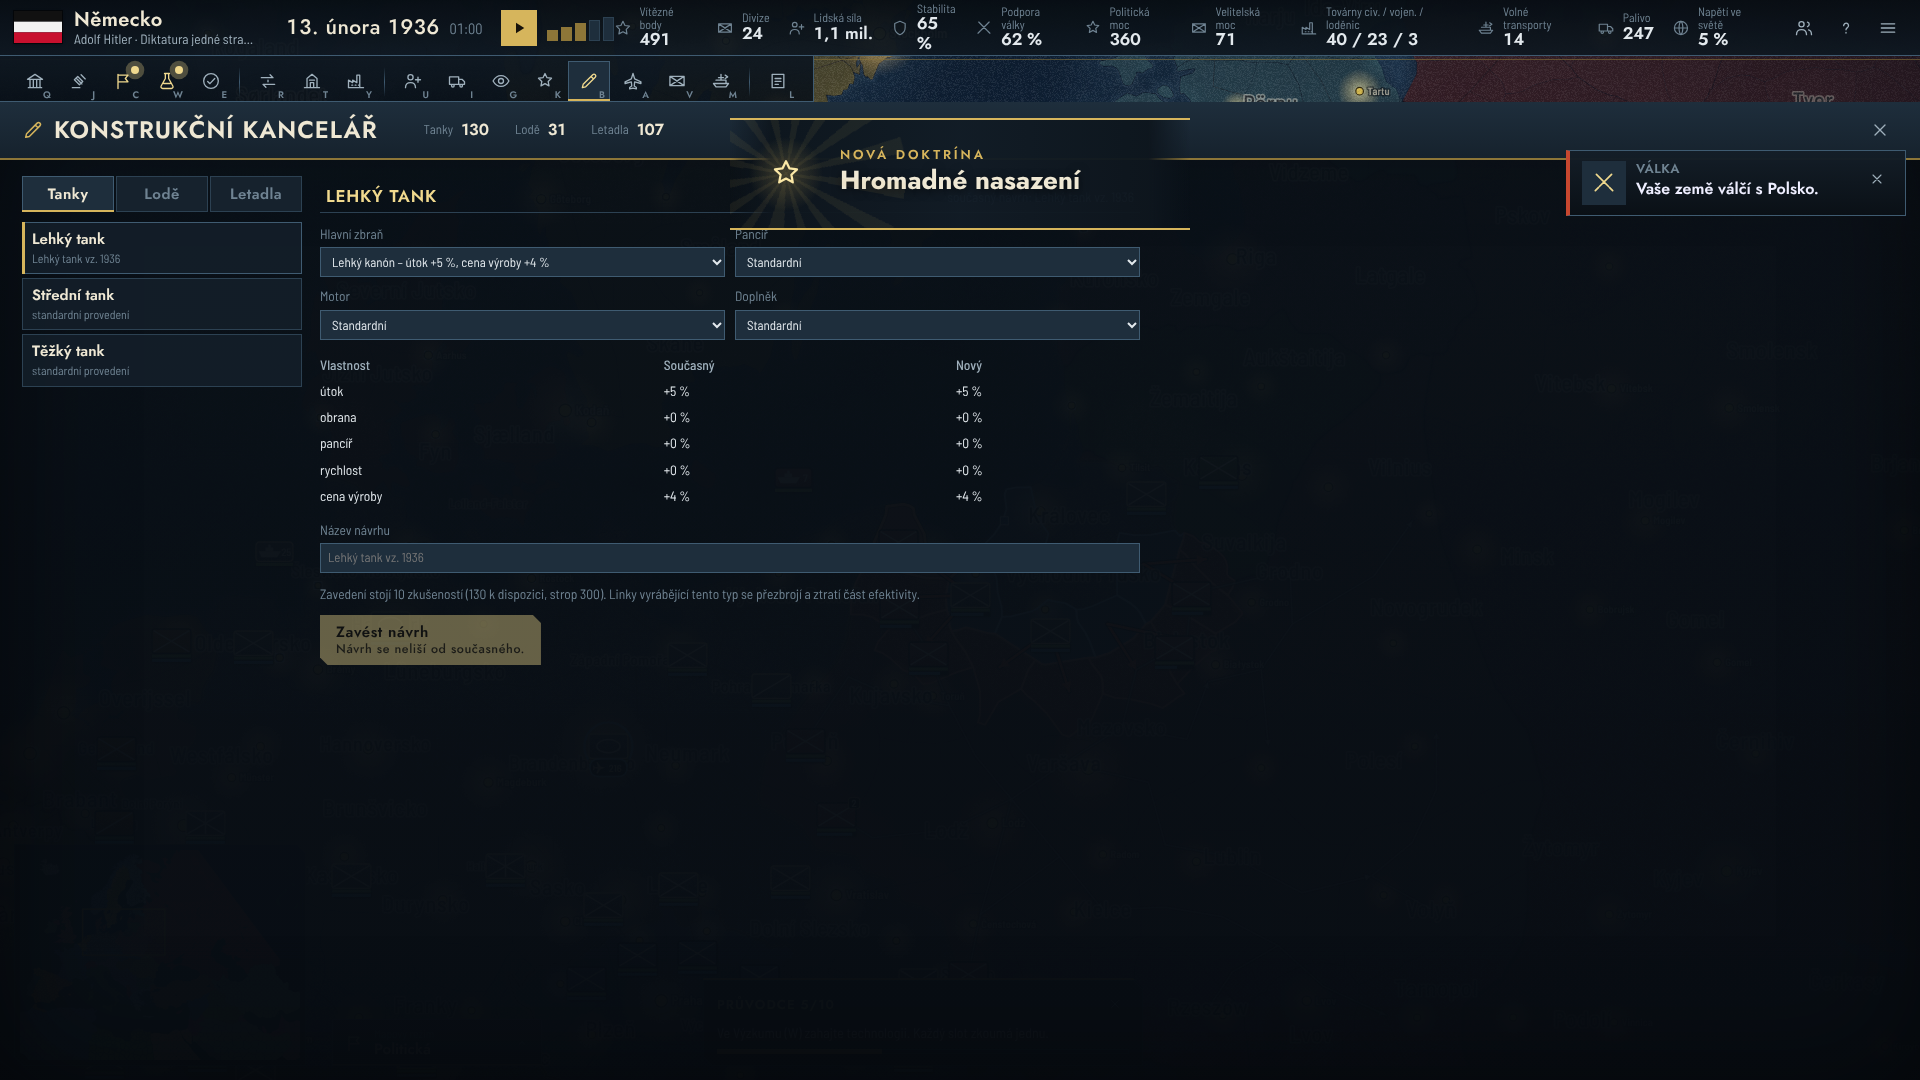 Německo
Adolf Hitler · Diktatura jedné stra...
13. února 1936 01:00
Vítězné body 491
Divize 24
Lidská síla 1,1 mil.
Stabilita 65 %
Podpora války 62 %
Politická moc 360
Velitelská moc 71
Továrny civ. / vojen. / loděnic 40 / 23 / 3
Volné transporty 14
Palivo 247
Napětí ve světě 5 %
?
Q J C W E R T Y U I G K B A V M L
Tartu
KONSTRUKČNÍ KANCELÁŘ
Tanky 130 Lodě 31 Letadla 107
NOVÁ DOKTRÍNA
Hromadné nasazení
VÁLKA
Vaše země válčí s Polsko.
Tanky Lodě Letadla
Lehký tank
Lehký tank vz. 1936
Střední tank
standardní provedení
Těžký tank
standardní provedení
LEHKÝ TANK
Hlavní zbraň Pancíř
Lehký kanón – útok +5 %, cena výroby +4 % Standardní
Motor Doplněk
Standardní Standardní
Vlastnost Současný Nový
útok +5 % +5 %
obrana +0 % +0 %
pancíř +0 % +0 %
rychlost +0 % +0 %
cena výroby +4 % +4 %
Název návrhu
Lehký tank vz. 1936
Zavedení stojí 10 zkušeností (130 k dispozici, strop 300). Linky vyrábějící tento typ se přezbrojí a ztratí část efektivity.
Zavést návrh
Návrh se neliší od současného.